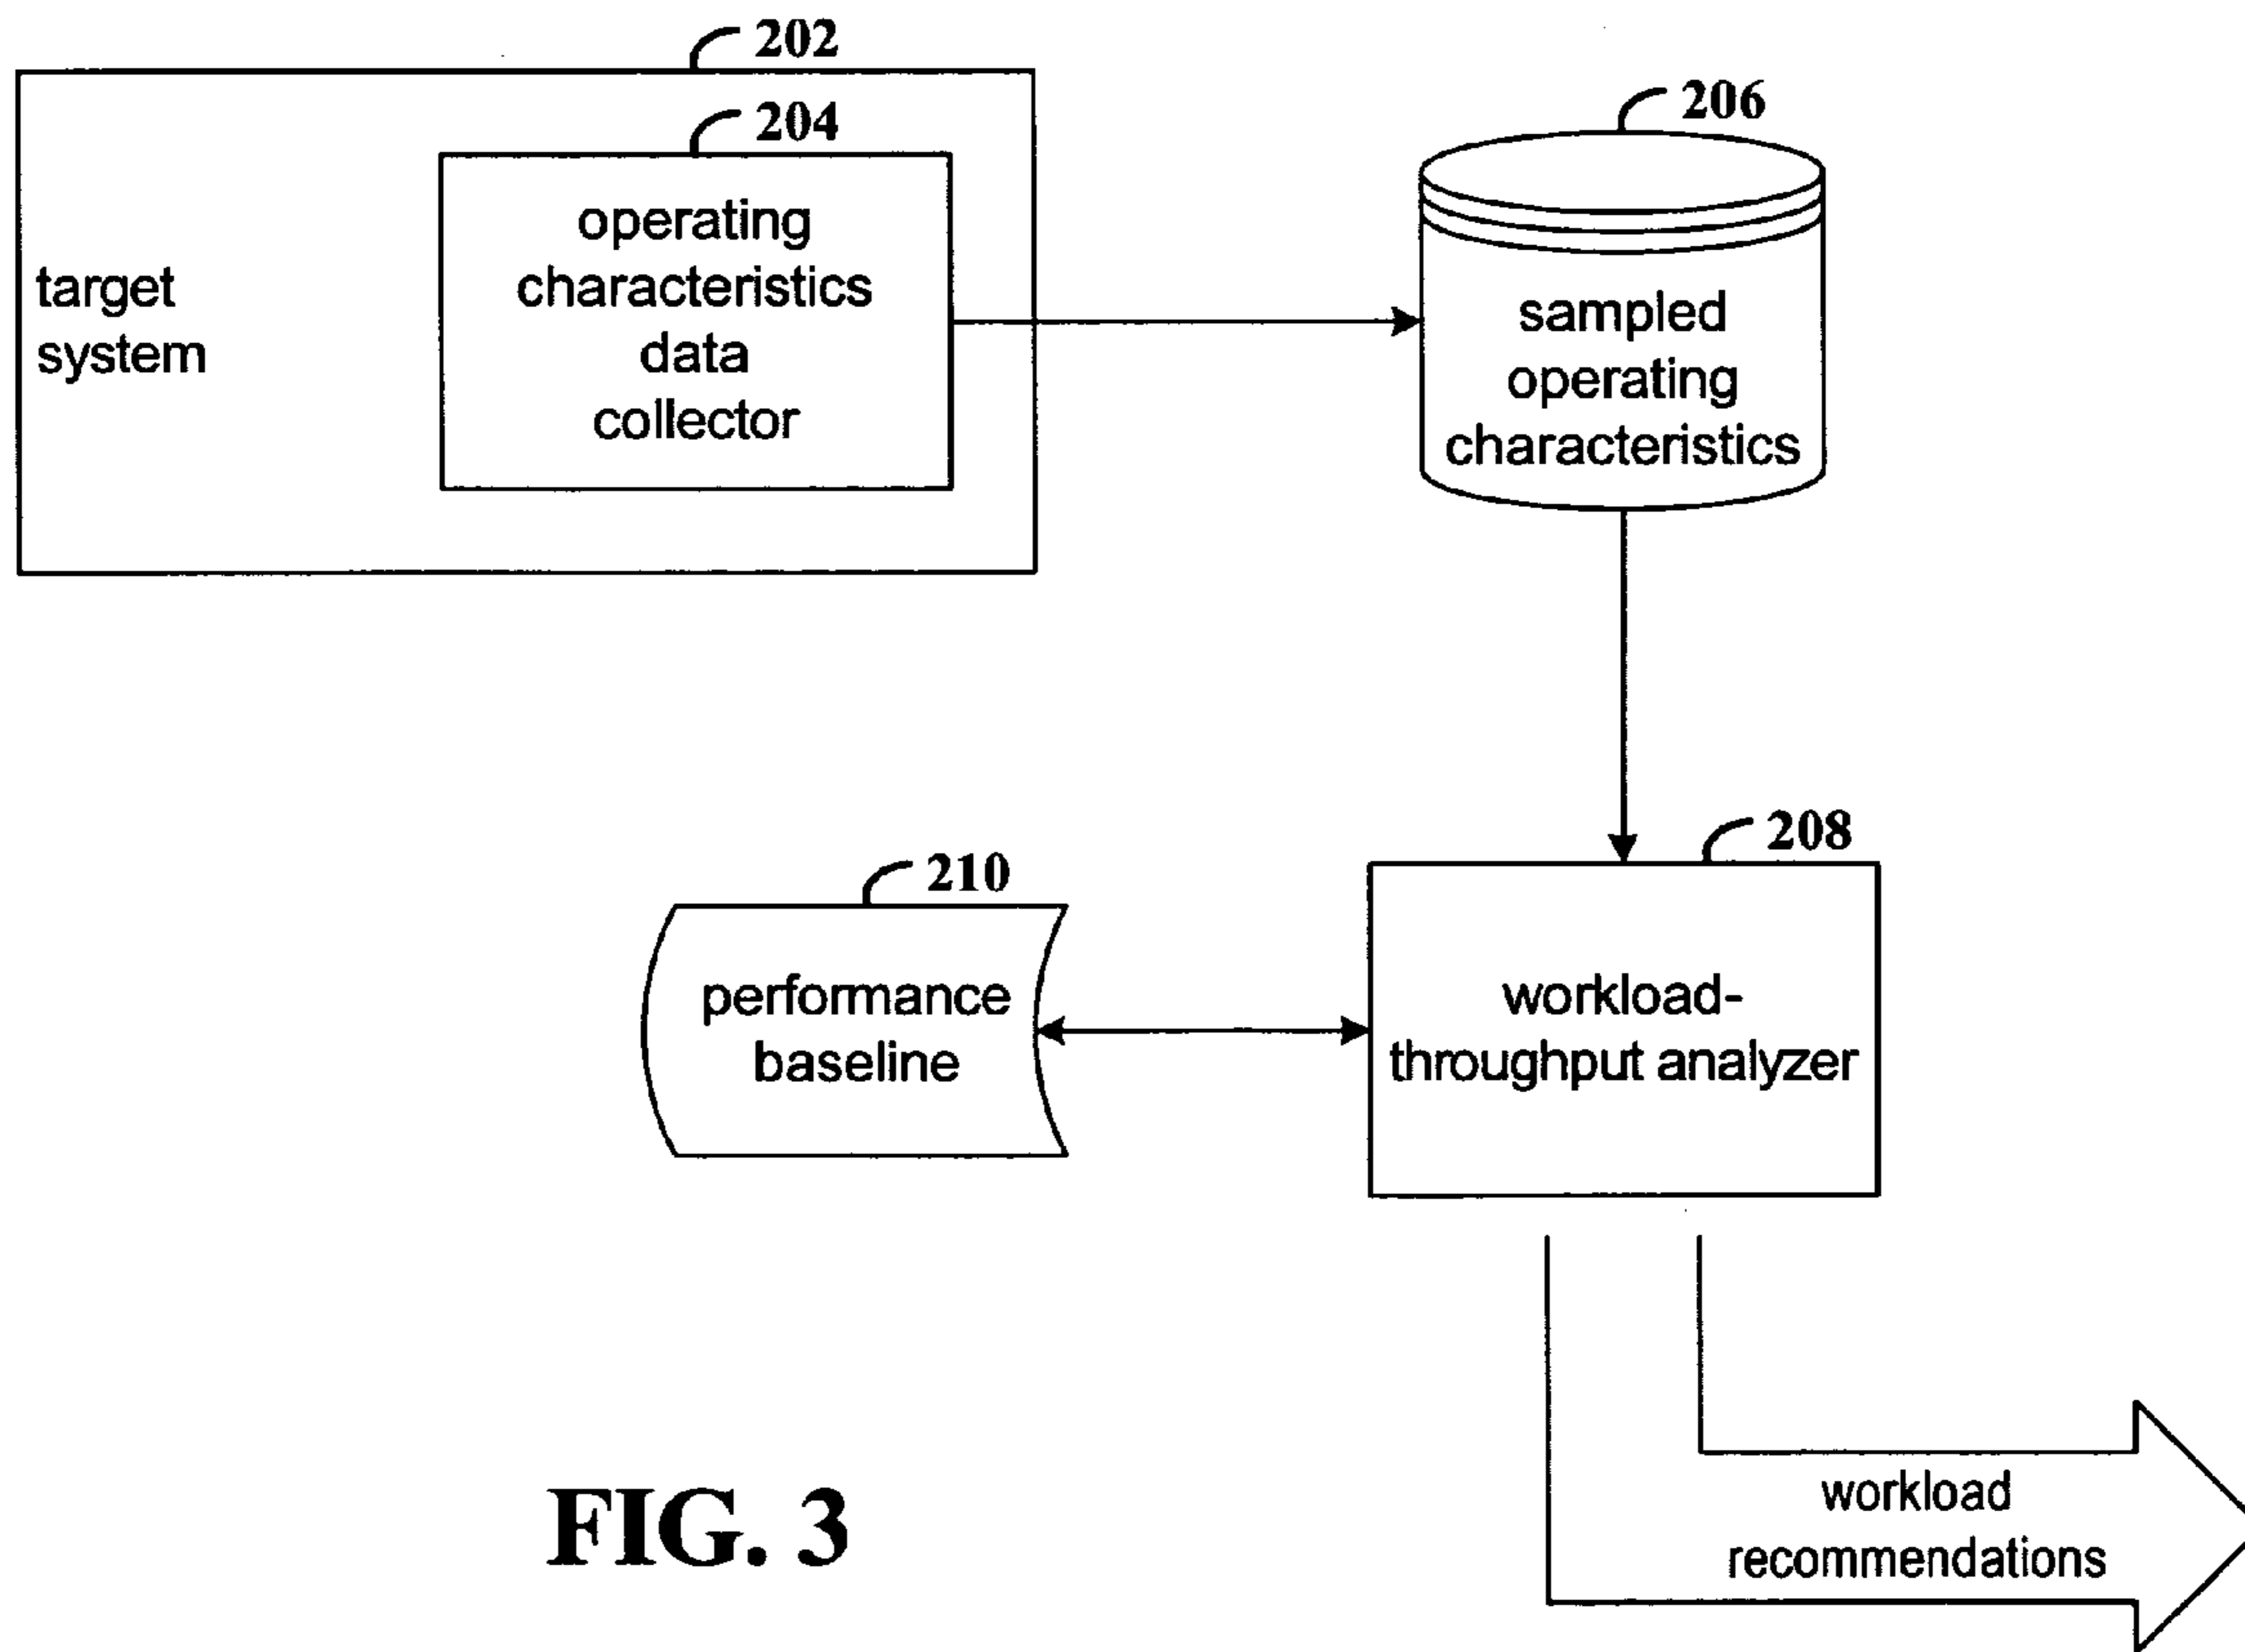 202
204
operating
characteristics
data
collector
target
system
206
sampled
operating
characteristics
208
workload-
throughput analyzer
210
performance
baseline
workload
recommendations
FIG. 3